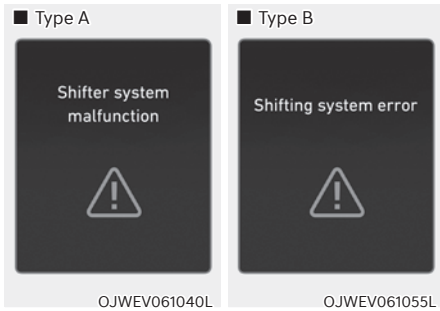 ■ Type A
Shifter system
malfunction
OJWEV061040L
■ Type B
Shifting system error
OJWEV061055L